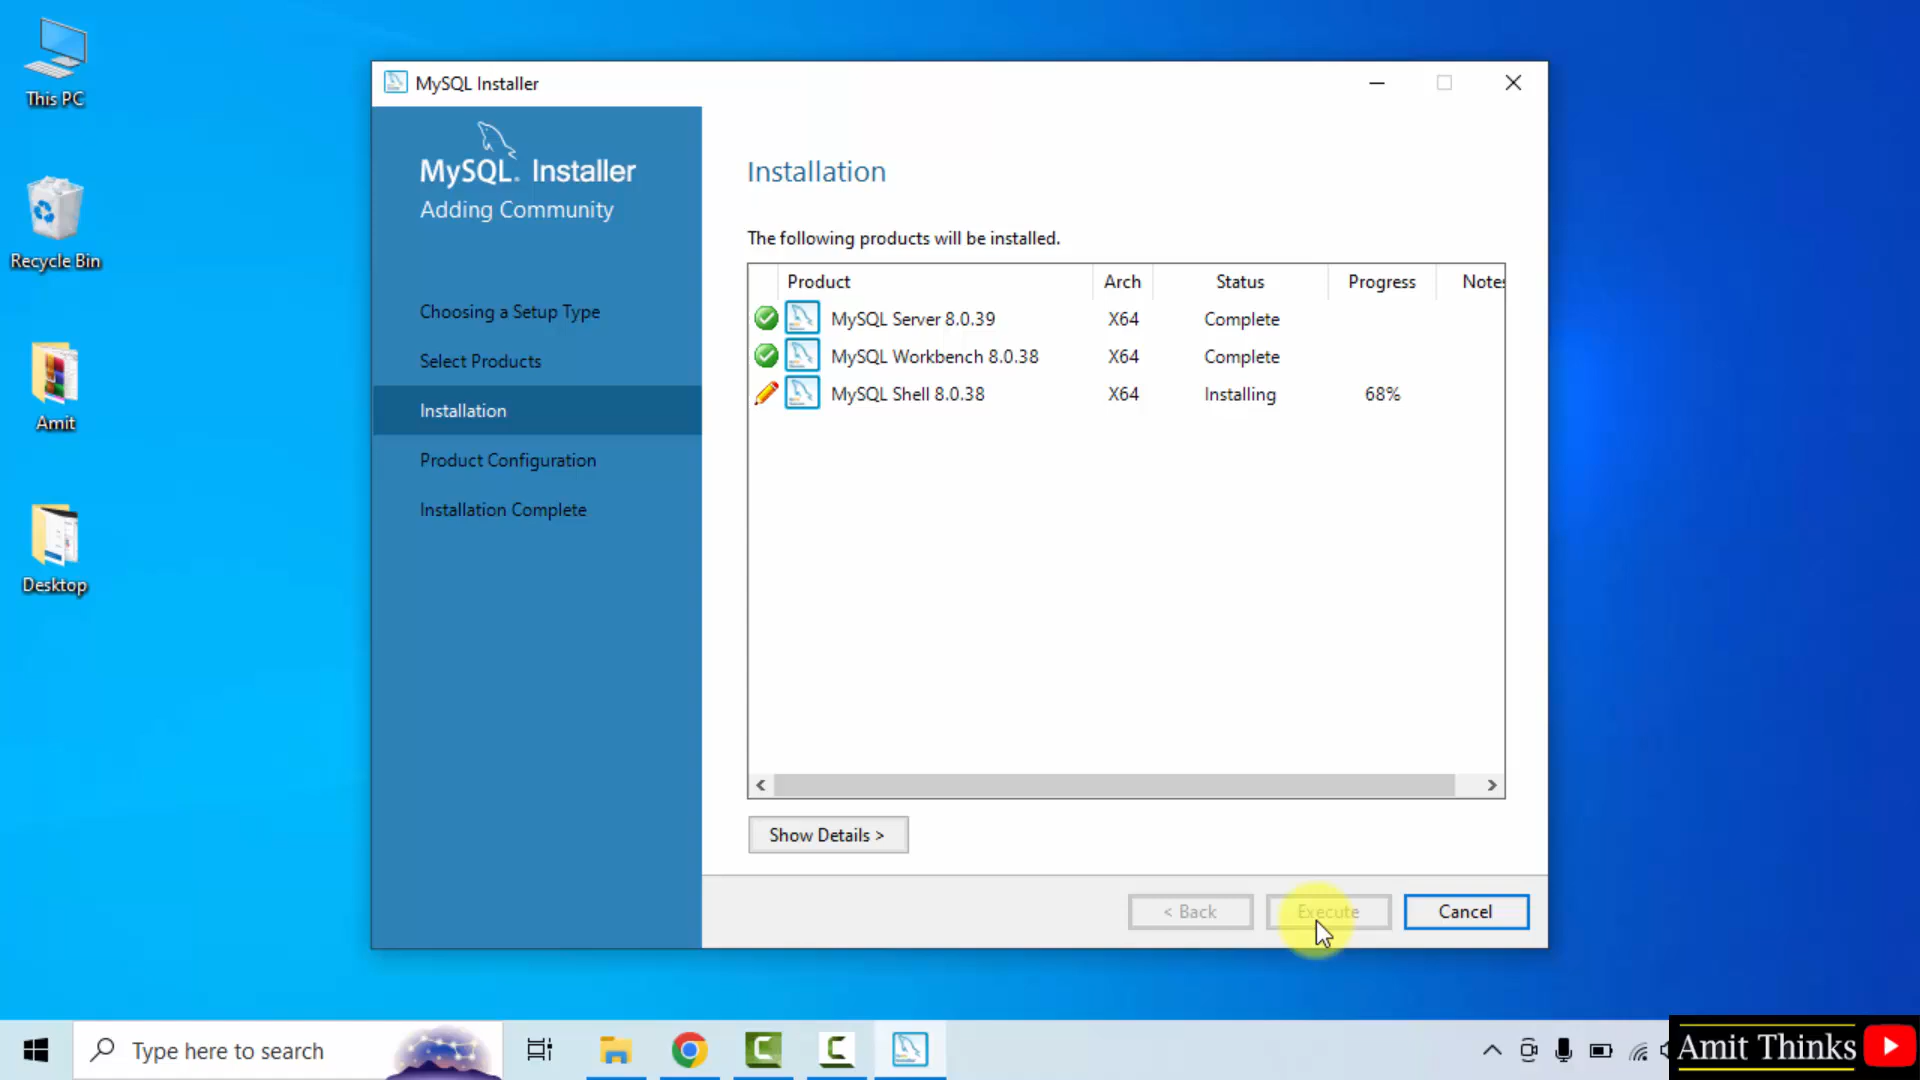 This PC
Recycle Bin
Amit
Desktop
MySQL Installer
MySQL. Installer
Adding Community
Choosing a Setup Type
Select Products
Installation
Product Configuration
Installation Complete
Installation
The following products will be installed.
Product Arch Status Progress Notes
MySQL Server 8.0.39 X64 Complete
MySQL Workbench 8.0.38 X64 Complete
MySQL Shell 8.0.38 X64 Installing 68%
Show Details >
< Back Execute Cancel
Type here to search
Amit Thinks